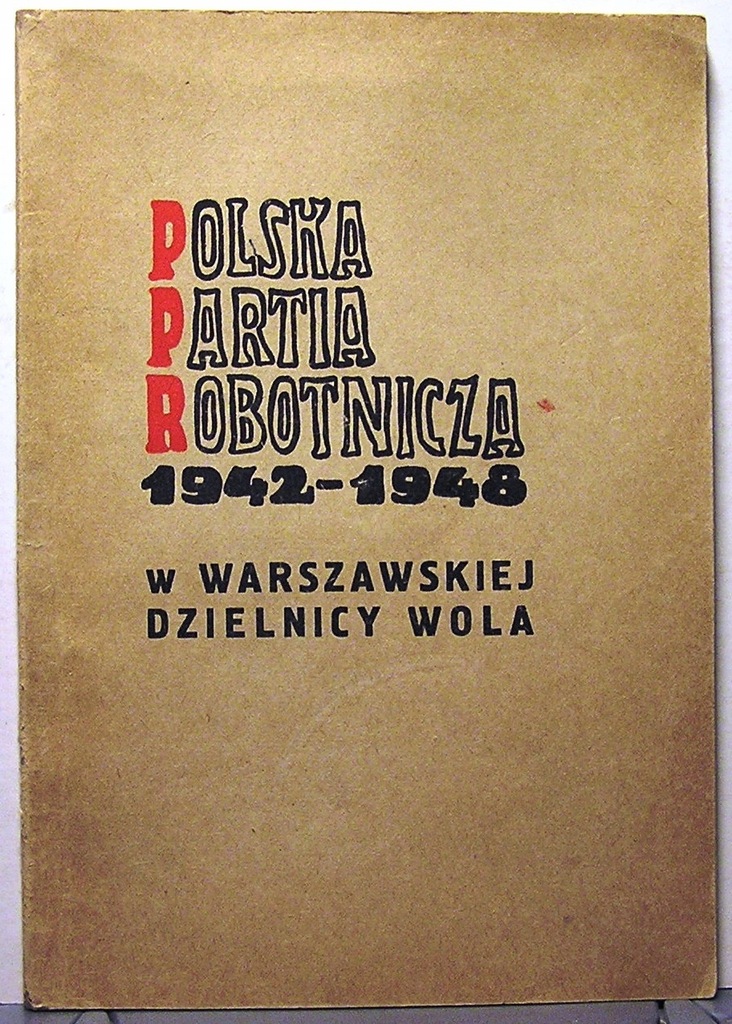 POLSKA
PARTIA
ROBOTNICZA
1942-1948
W WARSZAWSKIEJ
DZIELNICY WOLA